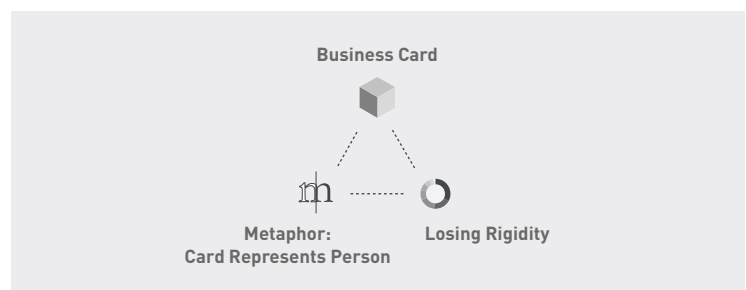 Business Card
m
Metaphor:
Card Represents Person
Losing Rigidity